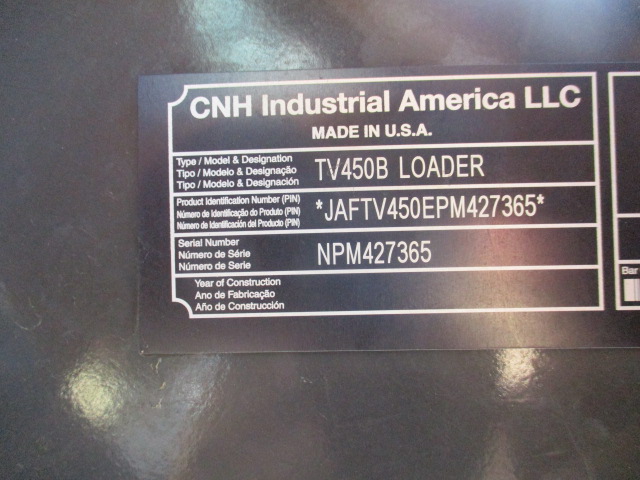 CNH Industrial America LLC
MADE IN U.S.A.
Type / Model & Designation
Tipo / Modelo & Designação
Tipo / Modelo & Designación
TV450B LOADER
Product Identification Number (PIN)
Número de Identificação do Produto (PIN)
Número de Identificación del Producto (PIN)
*JAFTV450EPM427365*
Serial Number
Número de Série
Número de Serie
NPM427365
Year of Construction
Ano de Fabricação
Año de Construcción
Bar